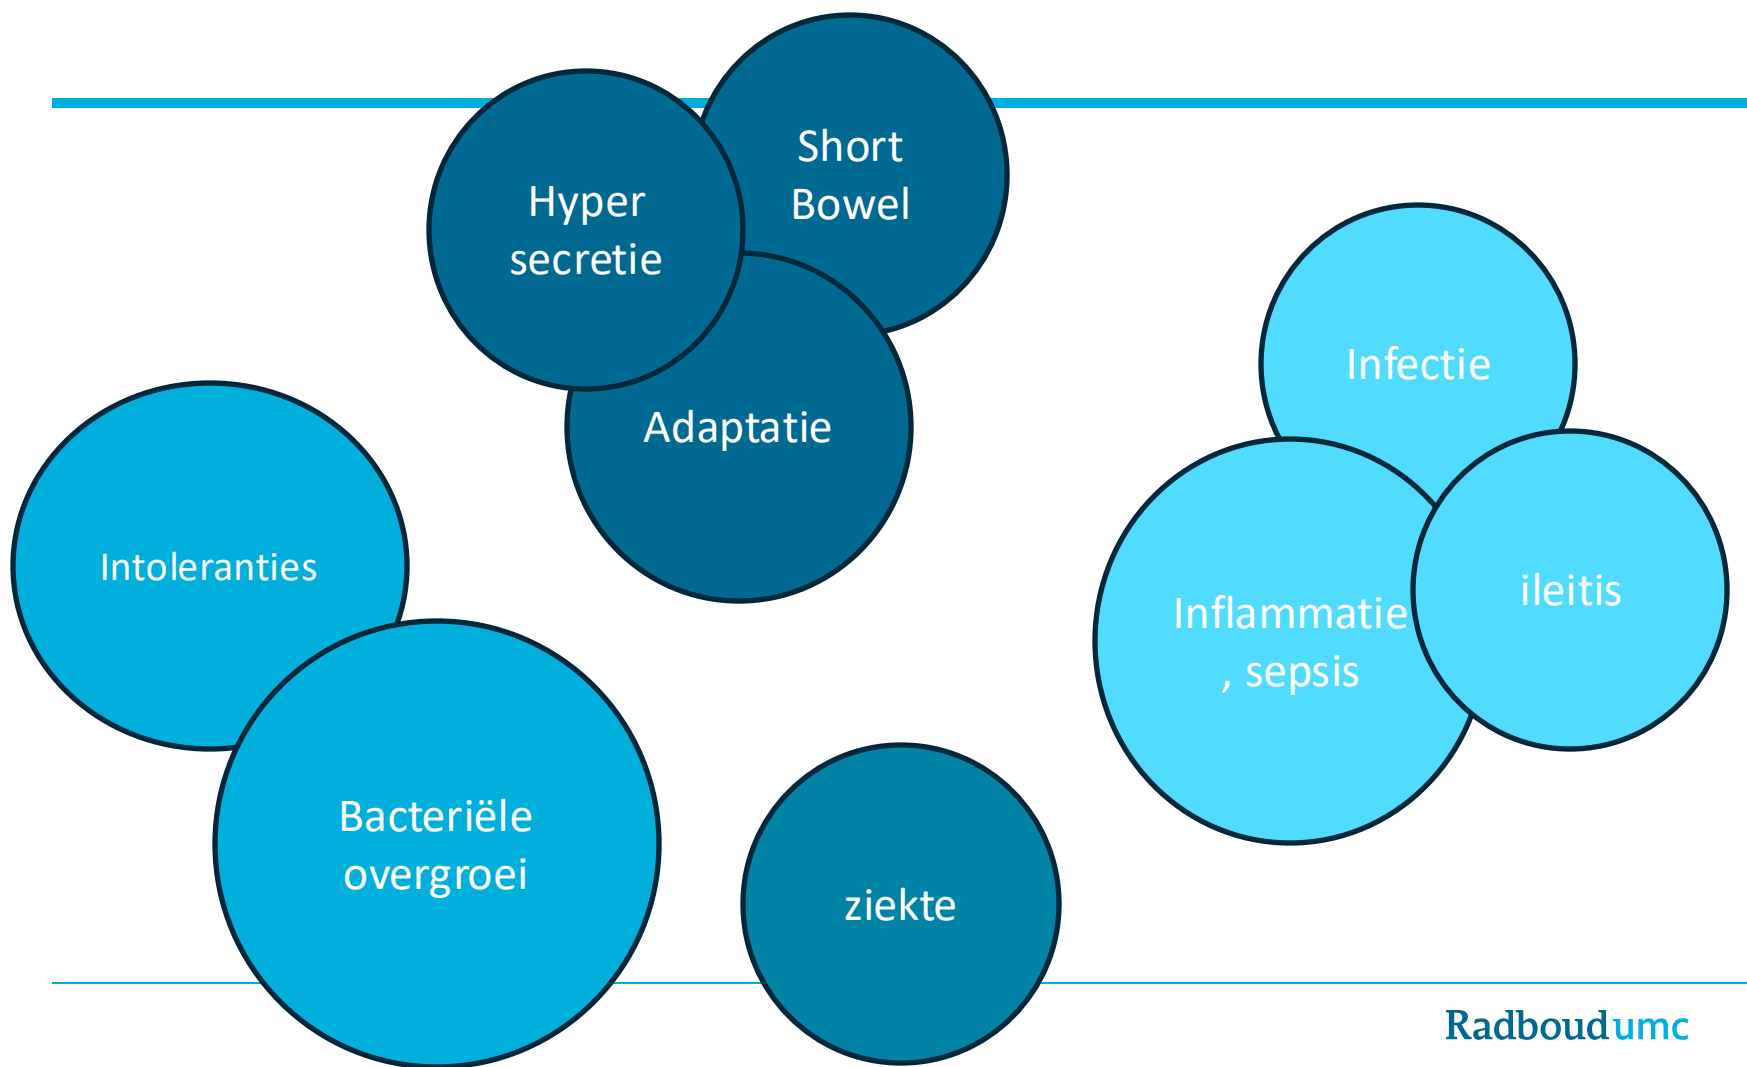 Short
Bowel
Hyper
secretie
Adaptatie
Infectie
Intoleranties
Inflammatie
, sepsis
ileitis
Bacteriële
overgroei
ziekte
Radboudumc